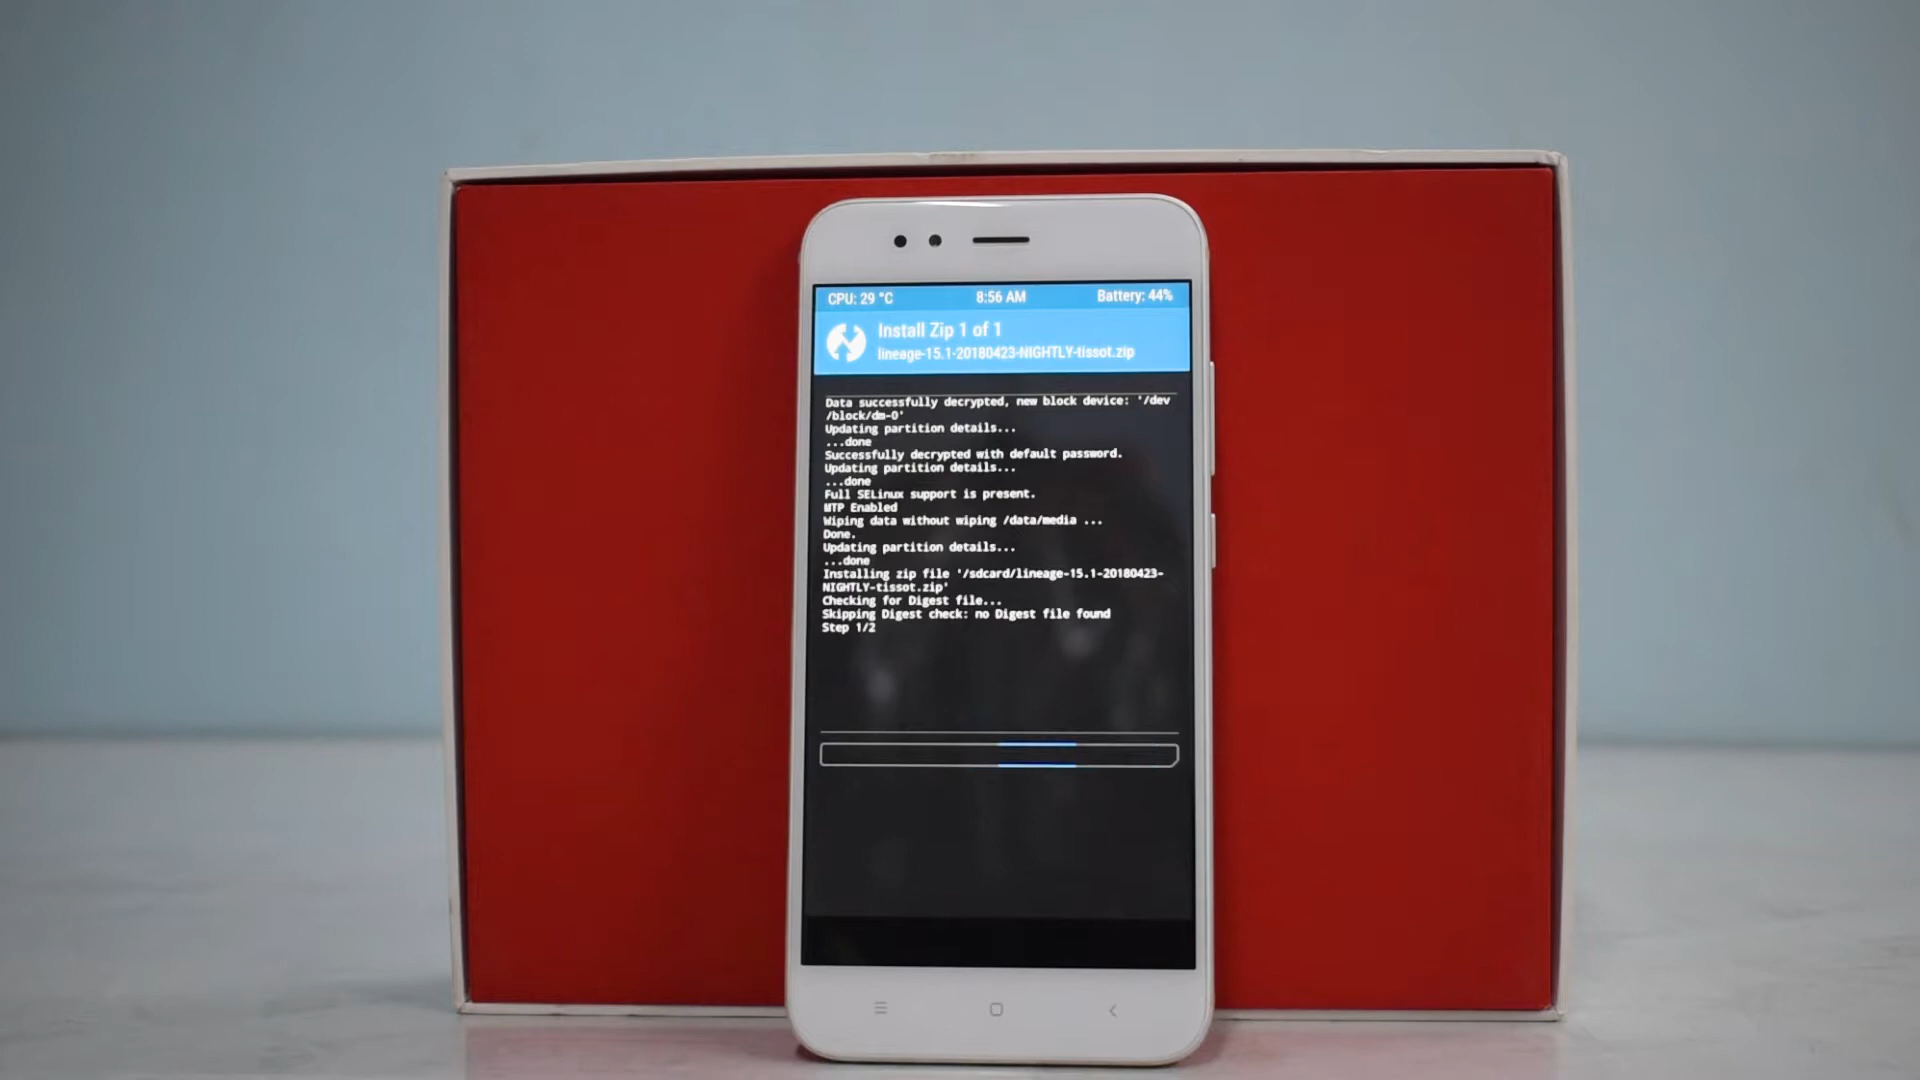 CPU: 29 °C 8:56 AM Battery: 44%
Install Zip 1 of 1
lineage-15.1-20180423-NIGHTLY-tissot.zip
Data successfully decrypted, new block device: '/dev
/block/dm-0'
Updating partition details...
...done
Successfully decrypted with default password.
Updating partition details...
...done
Full SELinux support is present.
MTP Enabled
Wiping data without wiping /data/media ...
Done.
Updating partition details...
...done
Installing zip file '/sdcard/lineage-15.1-20180423-
NIGHTLY-tissot.zip'
Checking for Digest file...
Skipping Digest check: no Digest file found
Step 1/2